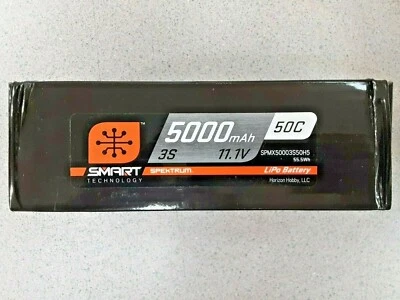 5000mAh 50C
3S 11.1V SPMX50003S50H5
55.5Wh
SMART SPEKTRUM LiPo Battery
TECHNOLOGY Horizon Hobby, LLC